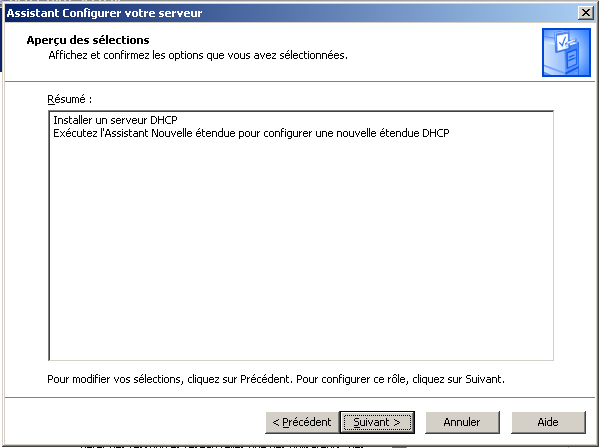 Assistant Configurer votre serveur
Aperçu des sélections
Affichez et confirmez les options que vous avez sélectionnées.
Résumé :
Installer un serveur DHCP
Exécutez l'Assistant Nouvelle étendue pour configurer une nouvelle étendue DHCP
Pour modifier vos sélections, cliquez sur Précédent. Pour configurer ce rôle, cliquez sur Suivant.
< Précédent Suivant > Annuler Aide